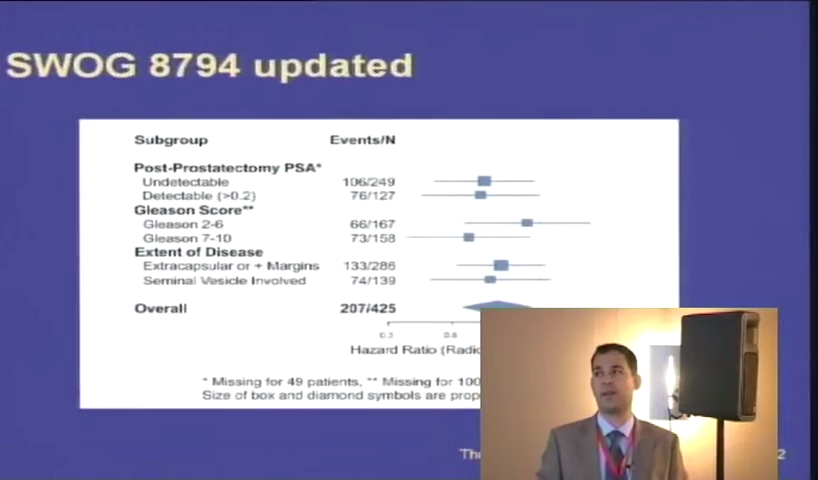 SWOG 8794 updated
Subgroup Events/N
Post-Prostatectomy PSA*
Undetectable 106/249
Detectable (>0.2) 76/127
Gleason Score**
Gleason 2-6 66/167
Gleason 7-10 73/158
Extent of Disease
Extracapsular or + Margins 133/286
Seminal Vesicle Involved 74/139
Overall 207/425
Hazard Ratio (Radi
* Missing for 49 patients, ** Missing for 100
Size of box and diamond symbols are prop
Th
2